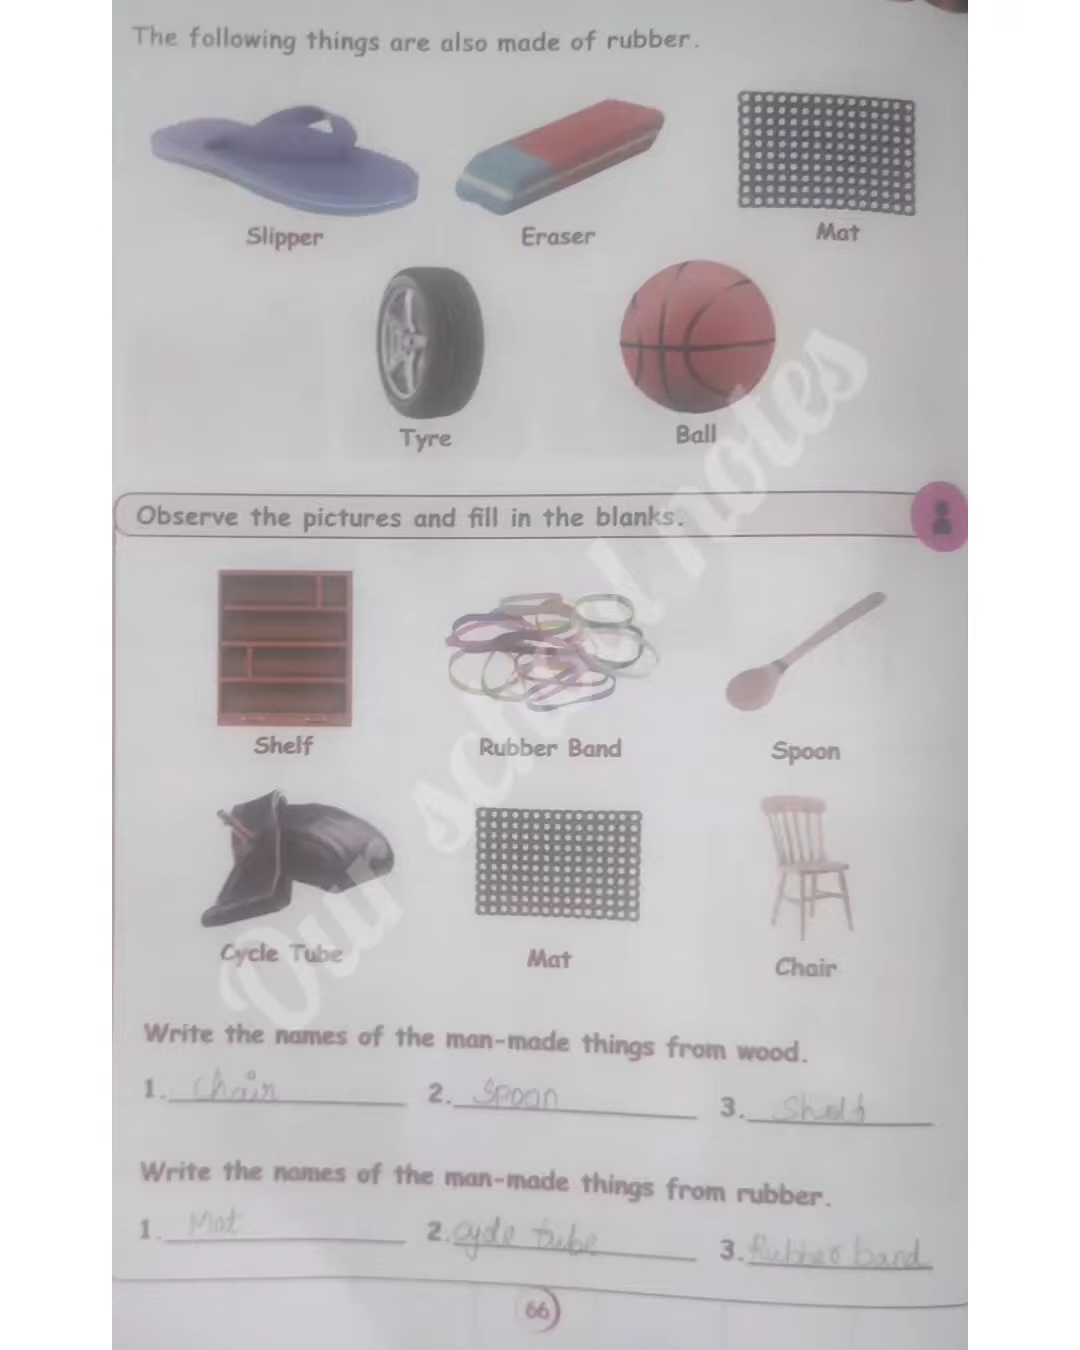 The following things are also made of rubber.
Slipper Eraser Mat
Tyre Ball
Observe the pictures and fill in the blanks.
Shelf Rubber Band Spoon
Cycle Tube Mat Chair
Write the names of the man-made things from wood.
1. Chair 2. Spoon 3. Shelf
Write the names of the man-made things from rubber.
1. Mat 2. Cycle tube 3. Rubber band
66
Our school notes